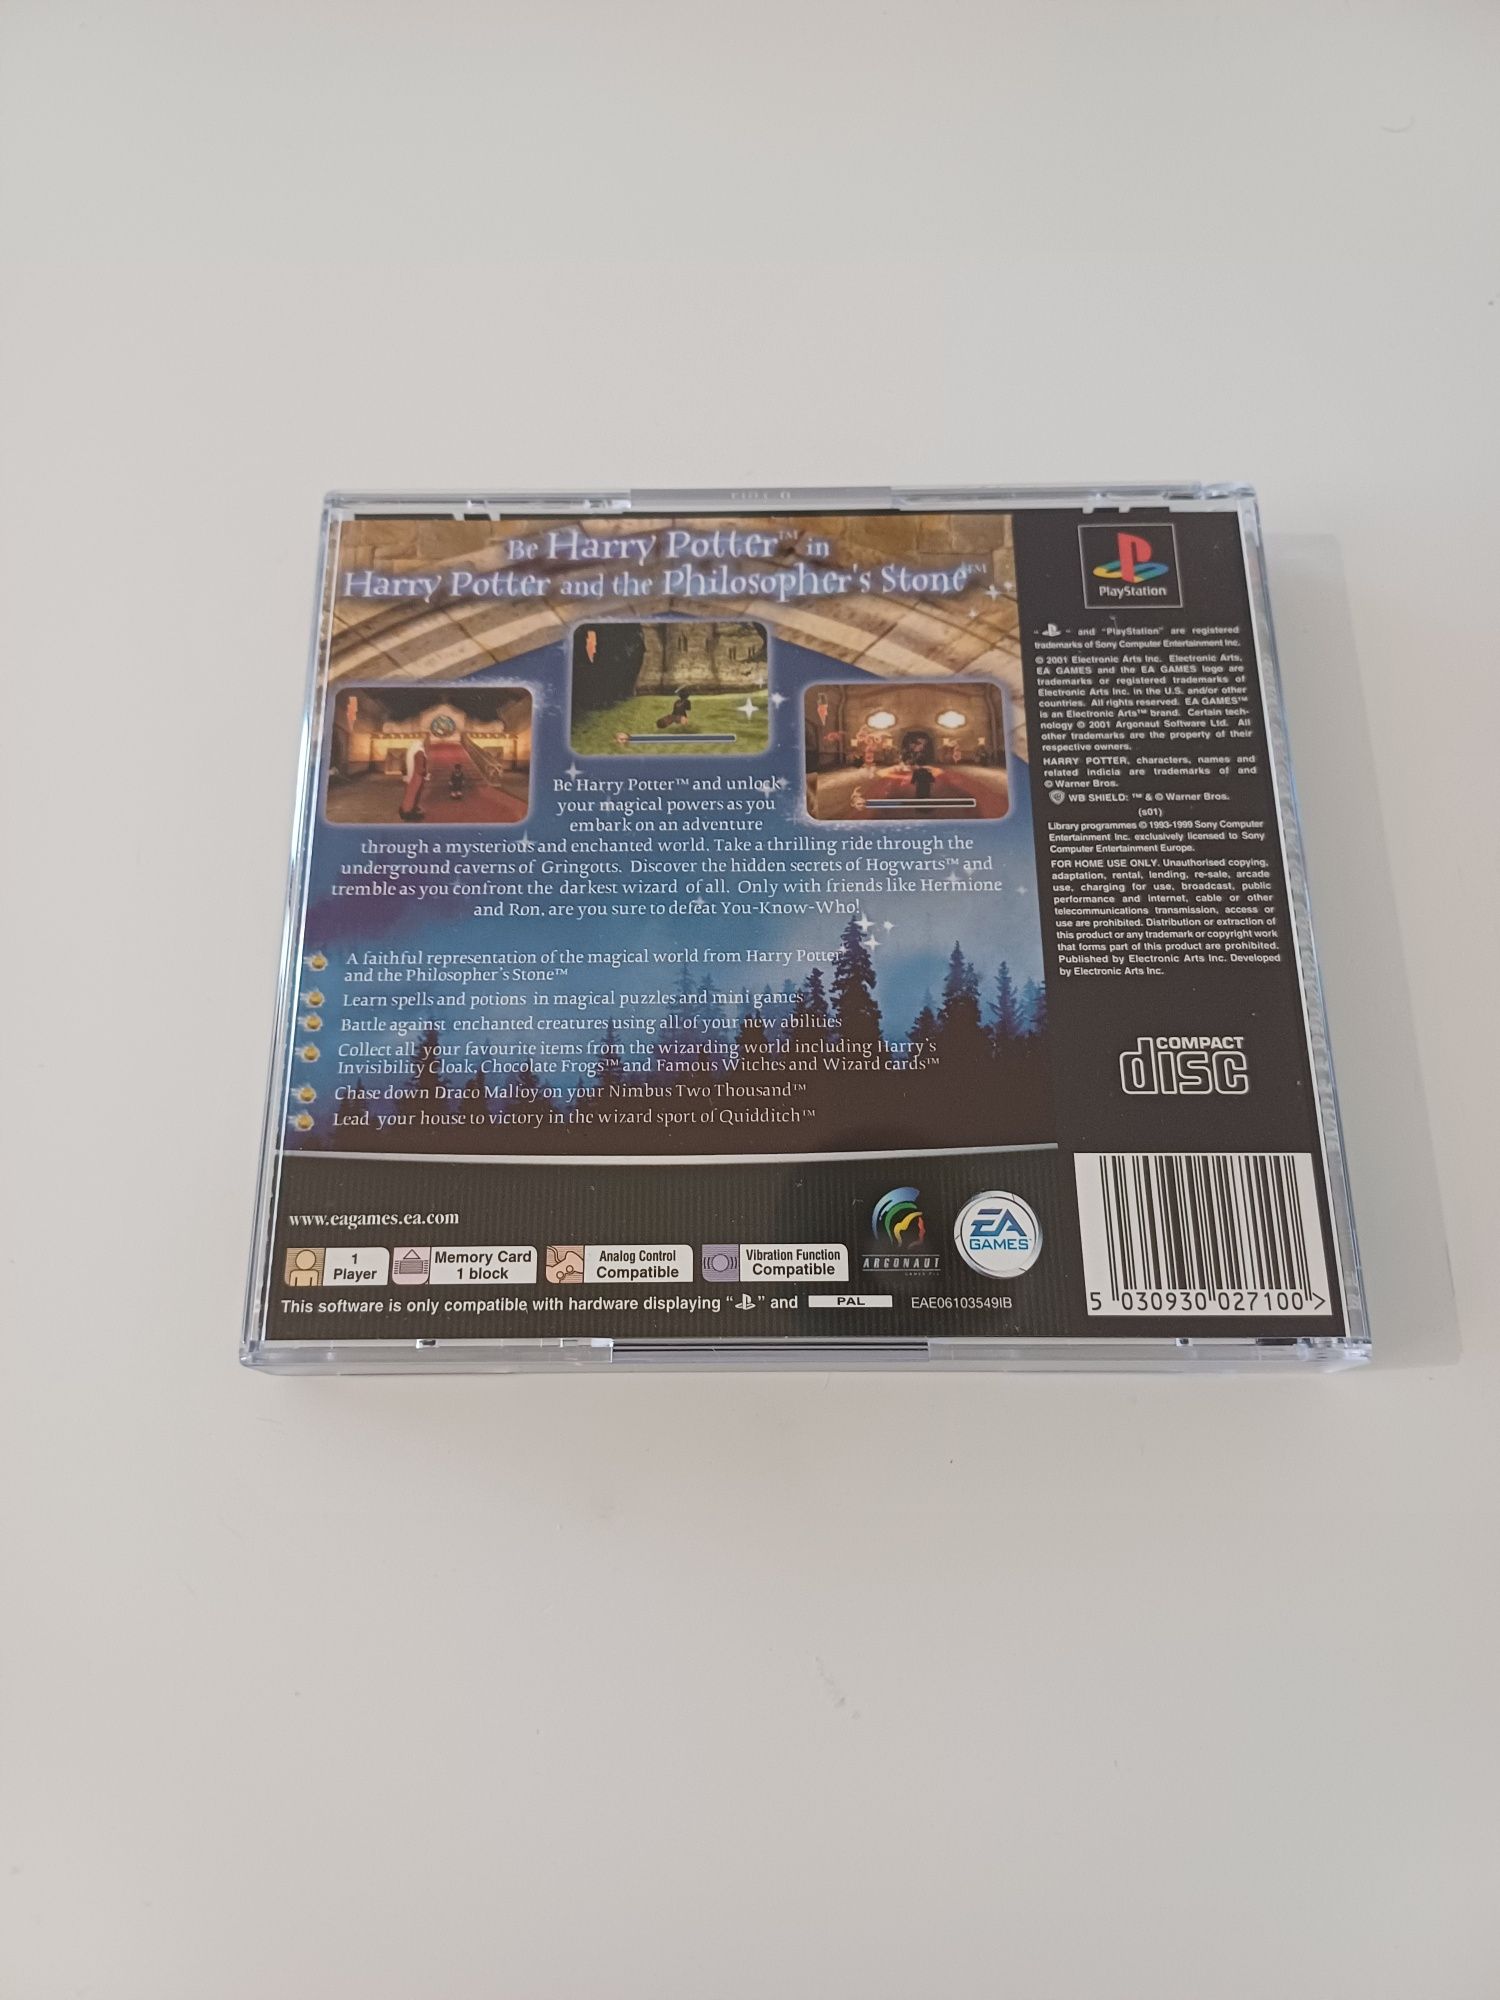 Be Harry Potter™ in
Harry Potter and the Philosopher's Stone™
Be Harry Potter™ and unlock
your magical powers as you
embark on an adventure
through a mysterious and enchanted world. Take a thrilling ride through the
underground caverns of Gringotts. Discover the hidden secrets of Hogwarts™ and
tremble as you confront the darkest wizard of all. Only with friends like Hermione
and Ron, are you sure to defeat You-Know-Who!
A faithful representation of the magical world from Harry Potter
and the Philosopher's Stone™
Learn spells and potions in magical puzzles and mini games
Battle against enchanted creatures using all of your new abilities
Collect all your favourite items from the wizarding world including Harry's
Invisibility Cloak, Chocolate Frogs™ and Famous Witches and Wizard cards™
Chase down Draco Malfoy on your Nimbus Two Thousand™
Lead your house to victory in the wizard sport of Quidditch™
www.eagames.ea.com
1
Player
Memory Card
1 block
Analog Control
Compatible
Vibration Function
Compatible
ARGONAUT
EA
GAMES™
This software is only compatible with hardware displaying " " and PAL EAE06103549IB
PlayStation
" " and "PlayStation" are registered
trademarks of Sony Computer Entertainment Inc.
© 2001 Electronic Arts Inc. Electronic Arts,
EA GAMES and the EA GAMES logo are
trademarks or registered trademarks of
Electronic Arts Inc. in the U.S. and/or other
countries. All rights reserved. EA GAMES™
is an Electronic Arts™ brand. Certain tech-
nology © 2001 Argonaut Software Ltd. All
other trademarks are the property of their
respective owners.
HARRY POTTER, characters, names and
related indicia are trademarks of and
© Warner Bros.
WB SHIELD: ™ & © Warner Bros.
(s01)
Library programmes © 1993-1999 Sony Computer
Entertainment Inc. exclusively licensed to Sony
Computer Entertainment Europe.
FOR HOME USE ONLY. Unauthorised copying,
adaptation, rental, lending, re-sale, arcade
use, charging for use, broadcast, public
performance and internet, cable or other
telecommunications transmission, access or
use are prohibited. Distribution or extraction of
this product or any trademark or copyright work
that forms part of this product are prohibited.
Published by Electronic Arts Inc. Developed
by Electronic Arts Inc.
COMPACT
disc
5 030930 027100 >